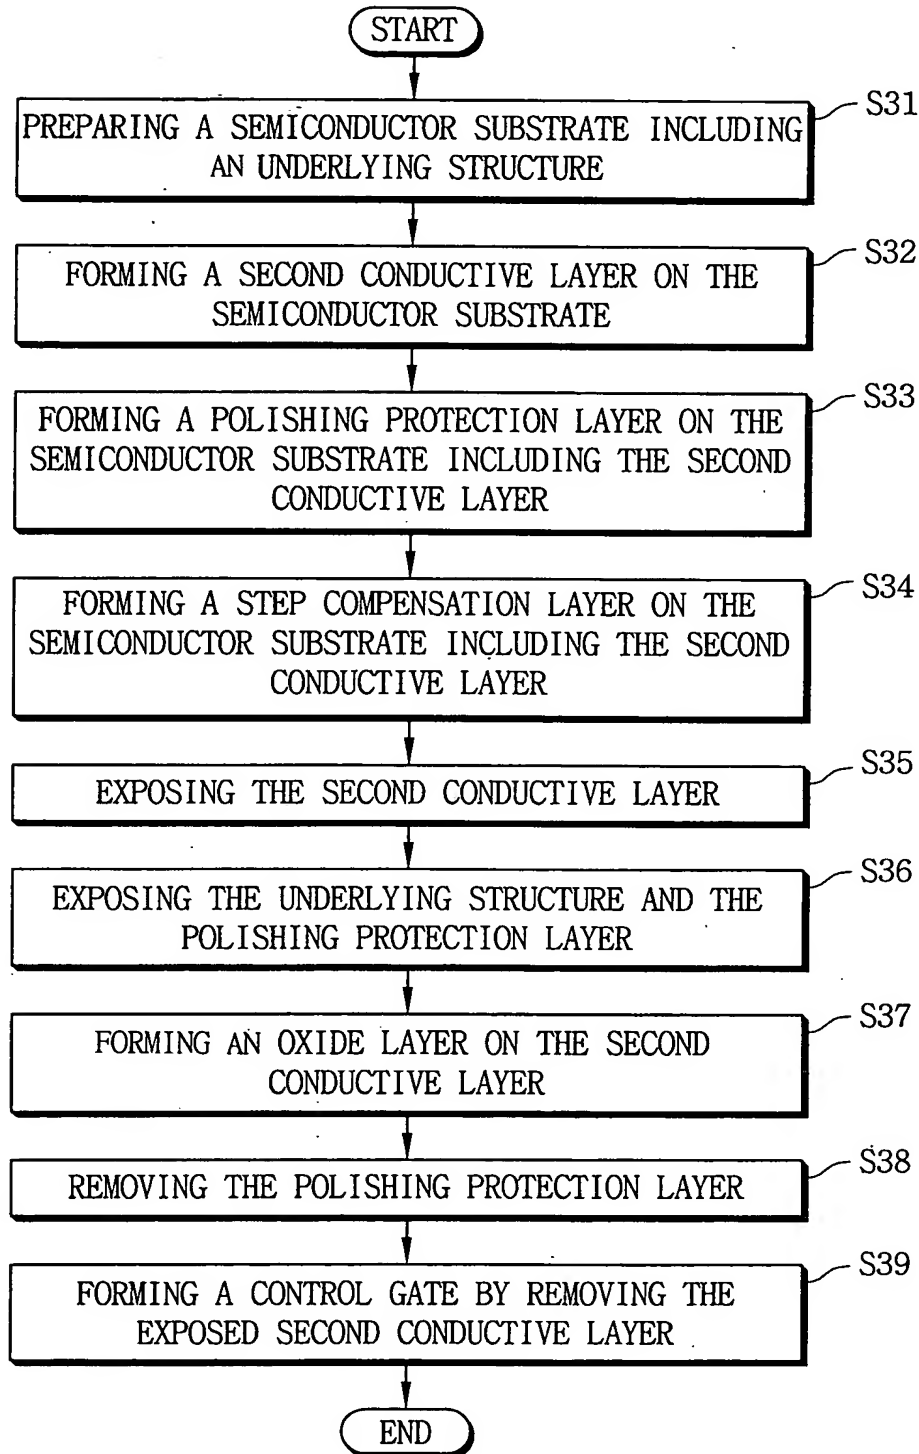 START
S31
PREPARING A SEMICONDUCTOR SUBSTRATE INCLUDING
AN UNDERLYING STRUCTURE
S32
FORMING A SECOND CONDUCTIVE LAYER ON THE
SEMICONDUCTOR SUBSTRATE
S33
FORMING A POLISHING PROTECTION LAYER ON THE
SEMICONDUCTOR SUBSTRATE INCLUDING THE SECOND
CONDUCTIVE LAYER
S34
FORMING A STEP COMPENSATION LAYER ON THE
SEMICONDUCTOR SUBSTRATE INCLUDING THE SECOND
CONDUCTIVE LAYER
S35
EXPOSING THE SECOND CONDUCTIVE LAYER
S36
EXPOSING THE UNDERLYING STRUCTURE AND THE
POLISHING PROTECTION LAYER
S37
FORMING AN OXIDE LAYER ON THE SECOND
CONDUCTIVE LAYER
S38
REMOVING THE POLISHING PROTECTION LAYER
S39
FORMING A CONTROL GATE BY REMOVING THE
EXPOSED SECOND CONDUCTIVE LAYER
END